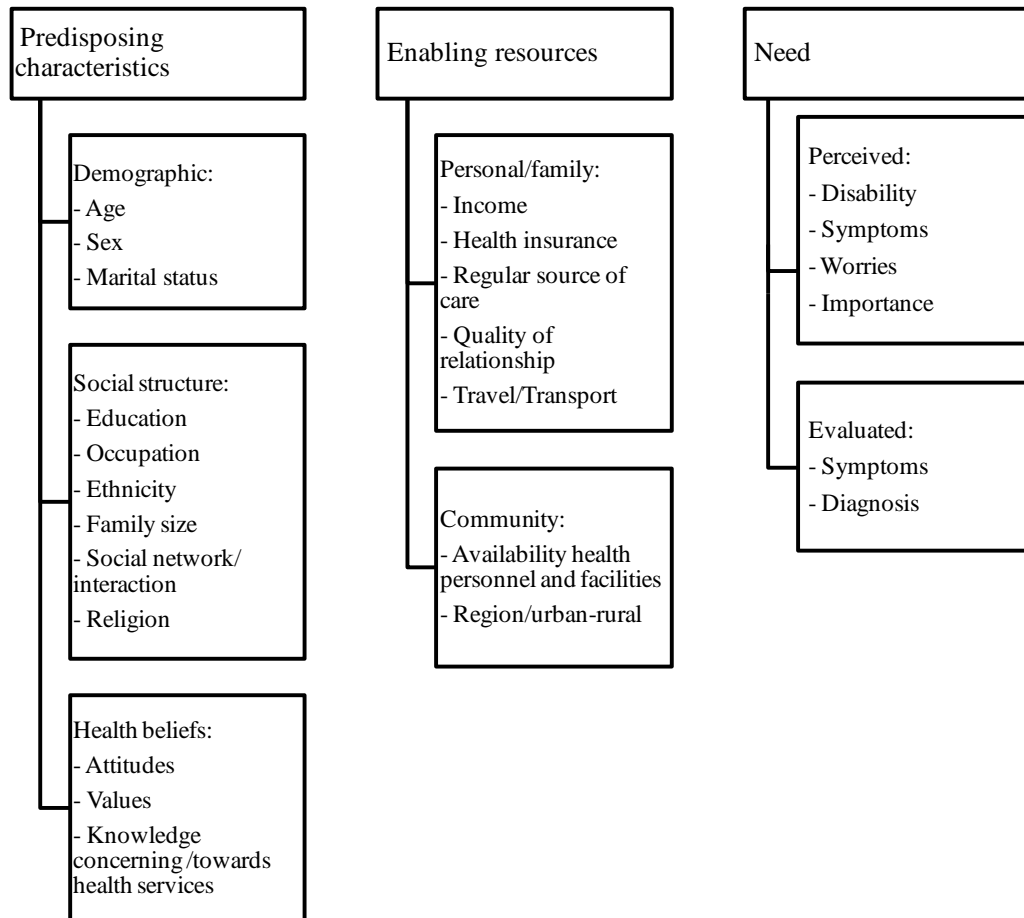 Predisposing
characteristics
Demographic:
- Age
- Sex
- Marital status
Social structure:
- Education
- Occupation
- Ethnicity
- Family size
- Social network/
interaction
- Religion
Health beliefs:
- Attitudes
- Values
- Knowledge
concerning /towards
health services
Enabling resources
Personal/family:
- Income
- Health insurance
- Regular source of
care
- Quality of
relationship
- Travel/Transport
Community:
- Availability health
personnel and facilities
- Region/urban-rural
Need
Perceived:
- Disability
- Symptoms
- Worries
- Importance
Evaluated:
- Symptoms
- Diagnosis